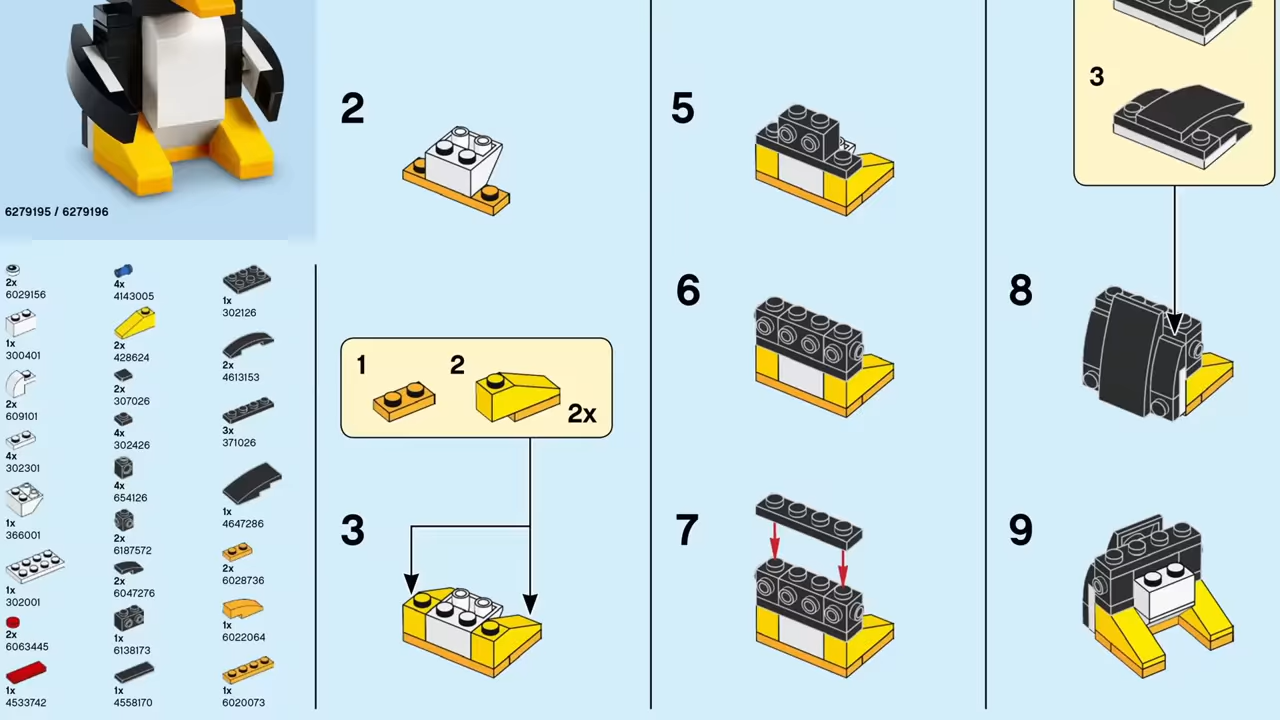 6279195 / 6279196
2x
6029156
1x
300401
2x
609101
4x
302301
1x
366001
1x
302001
2x
6063445
1x
4533742
4x
4143005
2x
428624
2x
307026
4x
302426
4x
654126
2x
6187572
2x
6047276
1x
6138173
1x
4558170
1x
302126
2x
4613153
3x
371026
1x
4647286
2x
6028736
1x
6022064
1x
6020073
2
1
2
2x
3
5
6
7
3
8
9